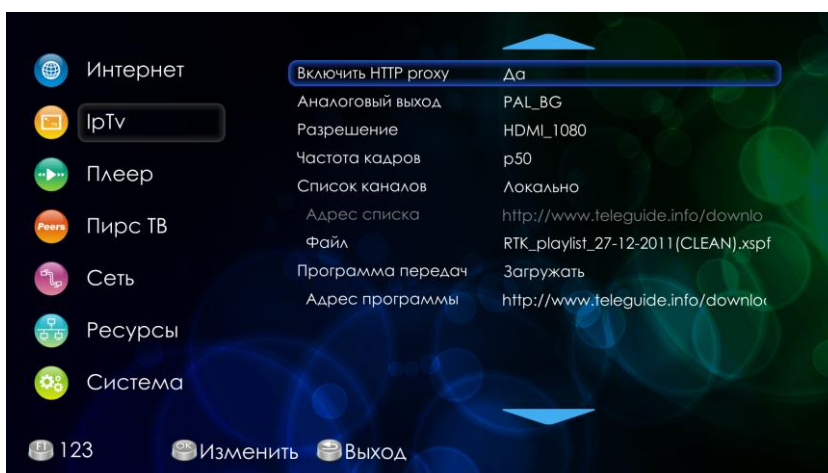 Интернет
IpTv
Плеер
Peers
Пирс ТВ
Сеть
Ресурсы
Система
Включить HTTP proxy Да
Аналоговый выход PAL_BG
Разрешение HDMI_1080
Частота кадров p50
Список каналов Локально
Адрес списка http://www.teleguide.info/downlo
Файл RTK_playlist_27-12-2011(CLEAN).xspf
Программа передач Загружать
Адрес программы http://www.teleguide.info/downloc
F1 123 OK Изменить Выход